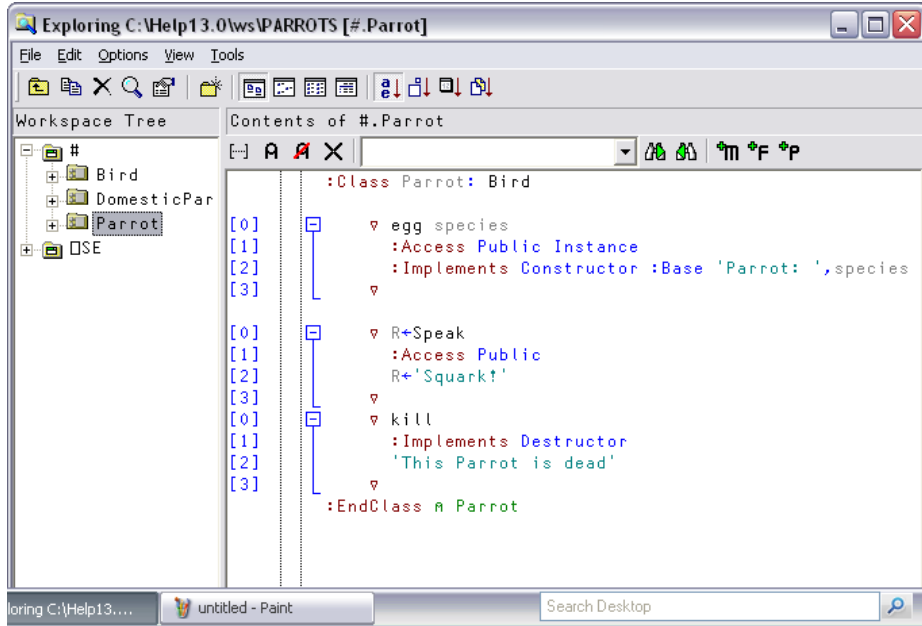 Exploring C:\Help13.0\ws\PARROTS [#.Parrot]
File Edit Options View Tools
Workspace Tree
Contents of #.Parrot
#
Bird
DomesticPar
Parrot
⎕SE
:Class Parrot: Bird
[0] ∇ egg species
[1] :Access Public Instance
[2] :Implements Constructor :Base 'Parrot: ',species
[3] ∇
[0] ∇ R←Speak
[1] :Access Public
[2] R←'Squark!'
[3] ∇
[0] ∇ kill
[1] :Implements Destructor
[2] 'This Parrot is dead'
[3] ∇
:EndClass ⍝ Parrot
loring C:\Help13....
untitled - Paint
Search Desktop